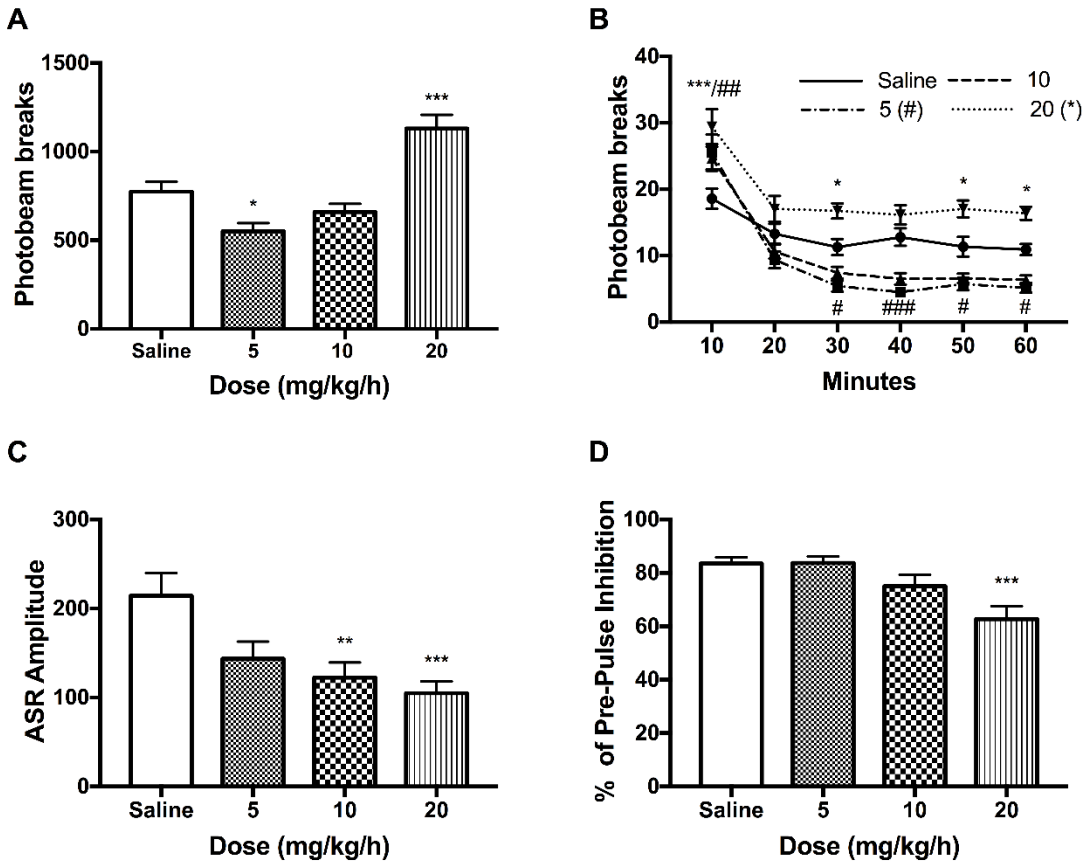 A
Photobeam breaks
1500
1000
500
0
*
***
Saline 5 10 20
Dose (mg/kg/h)
B
Photobeam breaks
40
30
20
10
0
***/##
Saline 10
5 (#) 20 (*)
* * *
# ### # #
10 20 30 40 50 60
Minutes
C
ASR Amplitude
300
200
100
0
**
***
Saline 5 10 20
Dose (mg/kg/h)
D
% of Pre-Pulse Inhibition
100
80
60
40
20
0
***
Saline 5 10 20
Dose (mg/kg/h)